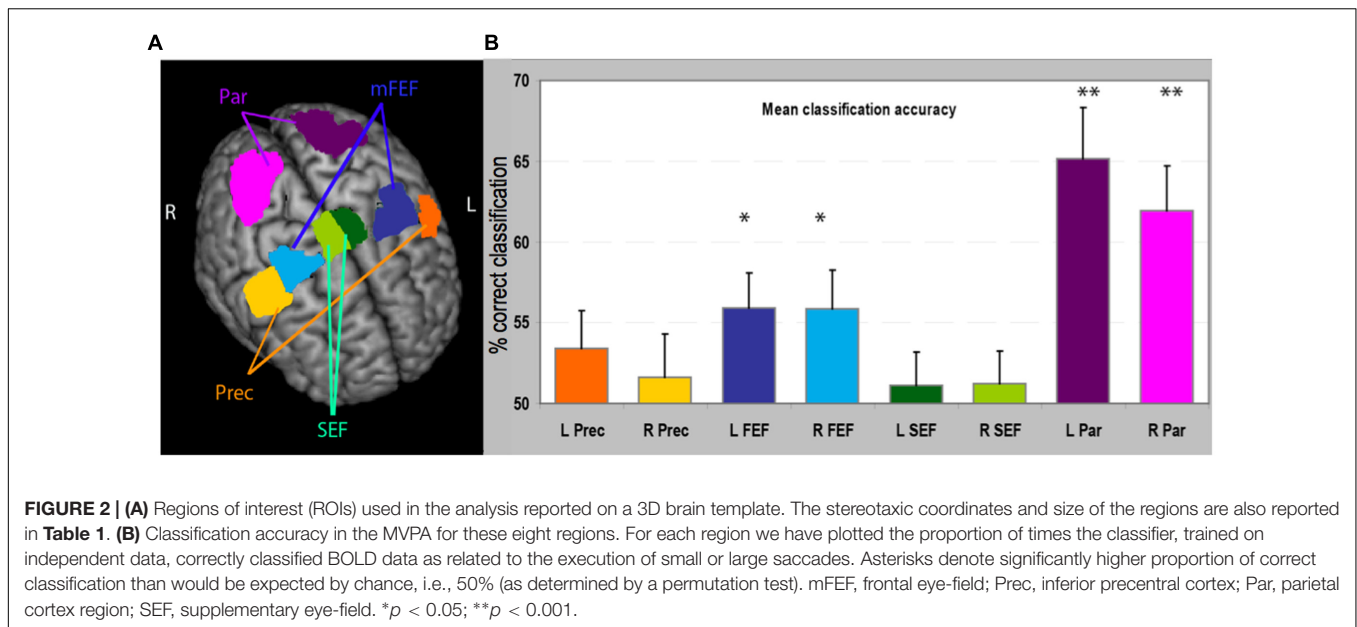 A
B
Par
mFEF
R
L
Prec
SEF
70
65
60
55
50
% correct classification
Mean classification accuracy
* * ** **
L Prec R Prec L FEF R FEF L SEF R SEF L Par R Par
FIGURE 2 | (A) Regions of interest (ROIs) used in the analysis reported on a 3D brain template. The stereotaxic coordinates and size of the regions are also reported
in Table 1. (B) Classification accuracy in the MVPA for these eight regions. For each region we have plotted the proportion of times the classifier, trained on
independent data, correctly classified BOLD data as related to the execution of small or large saccades. Asterisks denote significantly higher proportion of correct
classification than would be expected by chance, i.e., 50% (as determined by a permutation test). mFEF, frontal eye-field; Prec, inferior precentral cortex; Par, parietal
cortex region; SEF, supplementary eye-field. *p < 0.05; **p < 0.001.